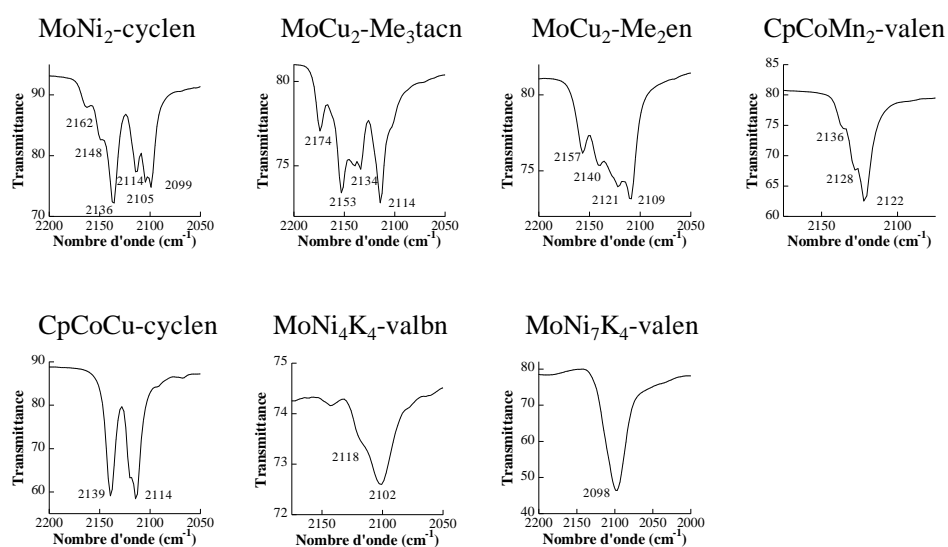 MoNi₂-cyclen
MoCu₂-Me₃tacn
MoCu₂-Me₂en
CpCoMn₂-valen
Transmittance
90
80
70
2162
2148
2136
2114
2105
2099
2200 2150 2100 2050
Nombre d'onde (cm⁻¹)
Transmittance
80
75
2174
2153
2134
2114
2200 2150 2100 2050
Nombre d'onde (cm⁻¹)
Transmittance
85
80
75
70
2157
2140
2121
2109
2200 2150 2100 2050
Nombre d'onde (cm⁻¹)
Transmittance
85
80
75
70
65
60
2136
2128
2122
2150 2100
Nombre d'onde (cm⁻¹)
CpCoCu-cyclen
MoNi₄K₄-valbn
MoNi₇K₄-valen
Transmittance
90
80
70
60
2139
2114
2200 2150 2100 2050
Nombre d'onde (cm⁻¹)
Transmittance
75
74
73
72
2118
2102
2150 2100 2050
Nombre d'onde (cm⁻¹)
Transmittance
80
70
60
50
40
2098
2200 2150 2100 2050 2000
Nombre d'onde (cm⁻¹)